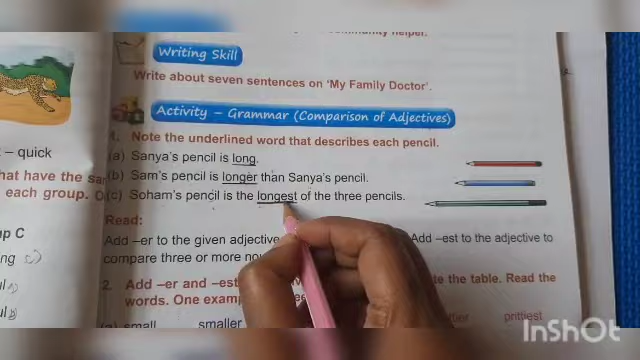 community helper.
Writing Skill
Write about seven sentences on 'My Family Doctor'.
Activity – Grammar (Comparison of Adjectives)
1. Note the underlined word that describes each pencil.
(a) Sanya's pencil is long.
– quick
(b) Sam's pencil is longer than Sanya's pencil.
hat have the
each group.
(c) Soham's pencil is the longest of the three pencils.
Read:
up C
Add –er to the given adjective
Add –est to the adjective to
compare three or more
2. Add –er and –est
the table. Read the
words. One
(a) small
smaller
prettiest
InShOt